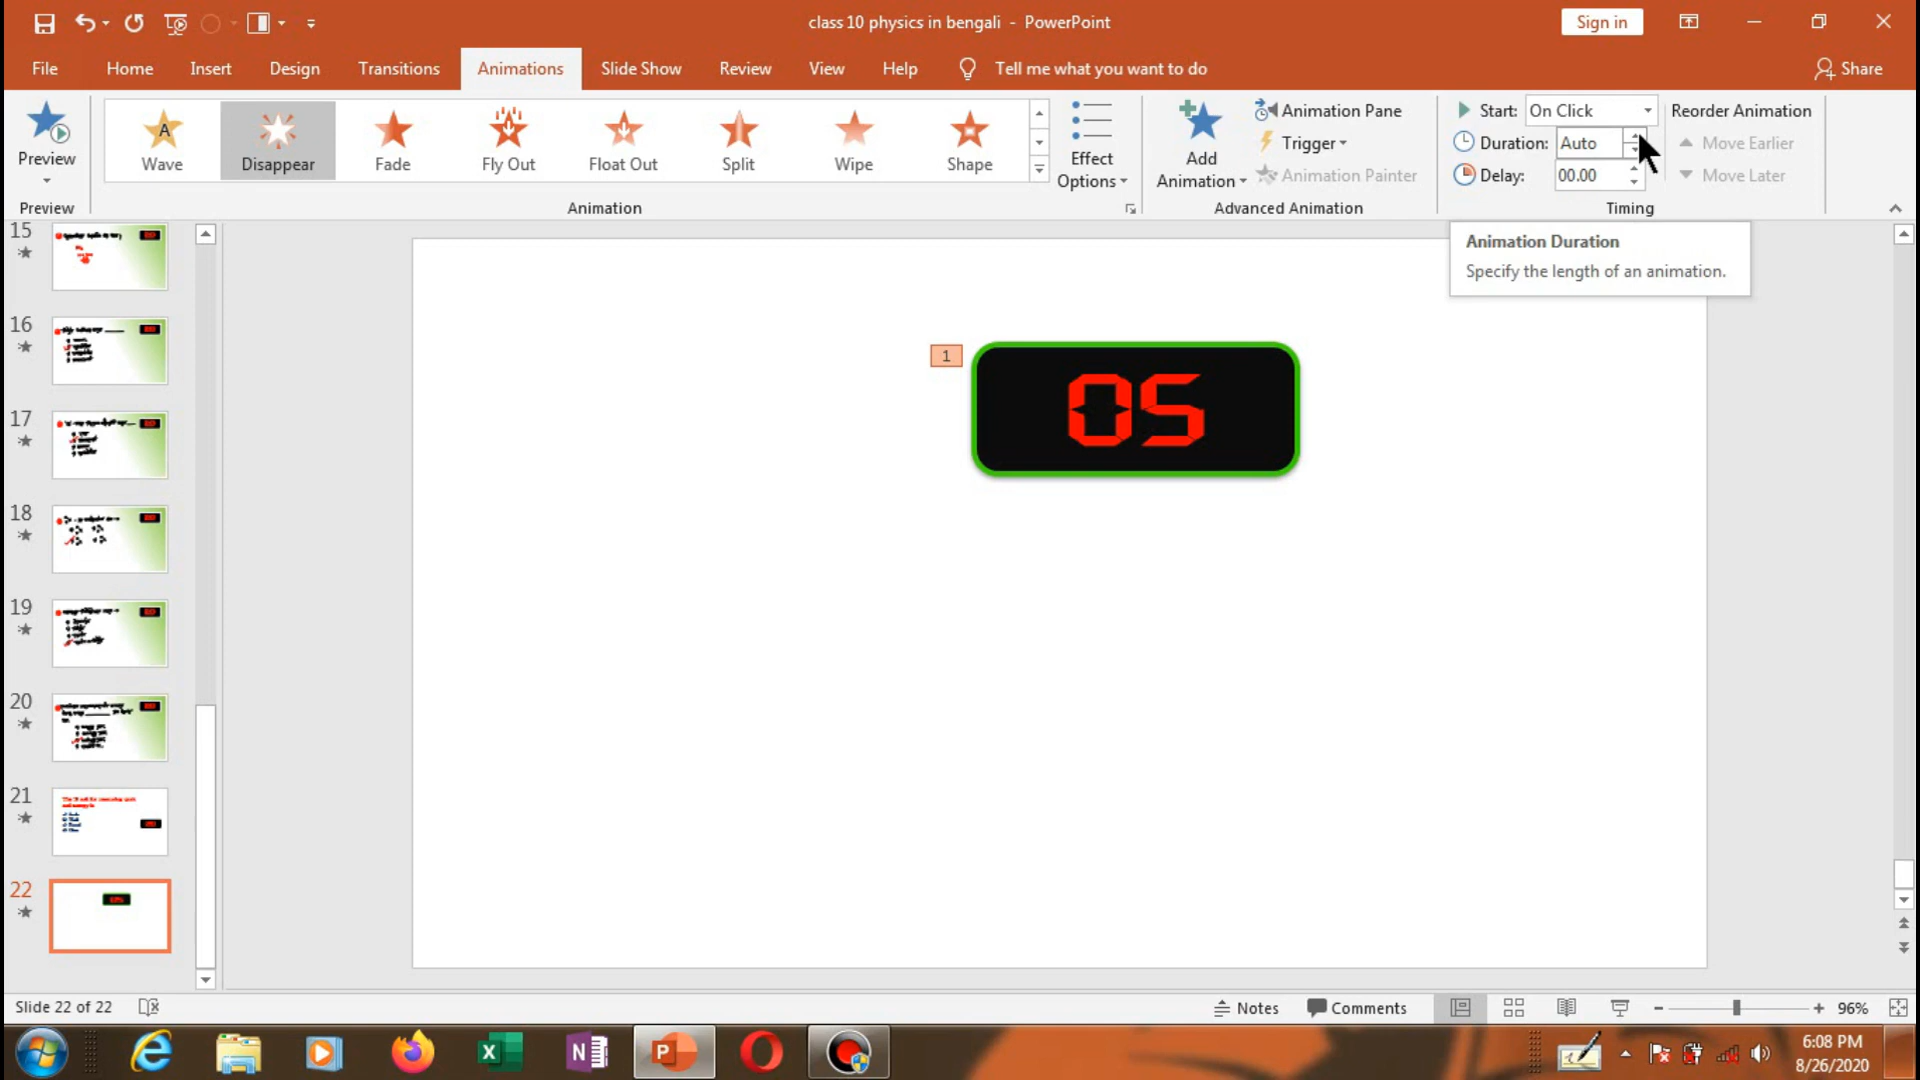 class 10 physics in bengali - PowerPoint
Sign in
File
Home
Insert
Design
Transitions
Animations
Slide Show
Review
View
Help
Tell me what you want to do
Share
Preview
Preview
A
Wave
Disappear
Fade
Fly Out
Float Out
Split
Wipe
Shape
Animation
Effect
Options
Add
Animation
Animation Pane
Trigger
Animation Painter
Advanced Animation
Start: On Click
Duration: Auto
Delay: 00.00
Timing
Reorder Animation
Move Earlier
Move Later
Animation Duration
Specify the length of an animation.
15
16
17
18
19
20
21
22
1
05
Slide 22 of 22
Notes
Comments
96%
6:08 PM
8/26/2020